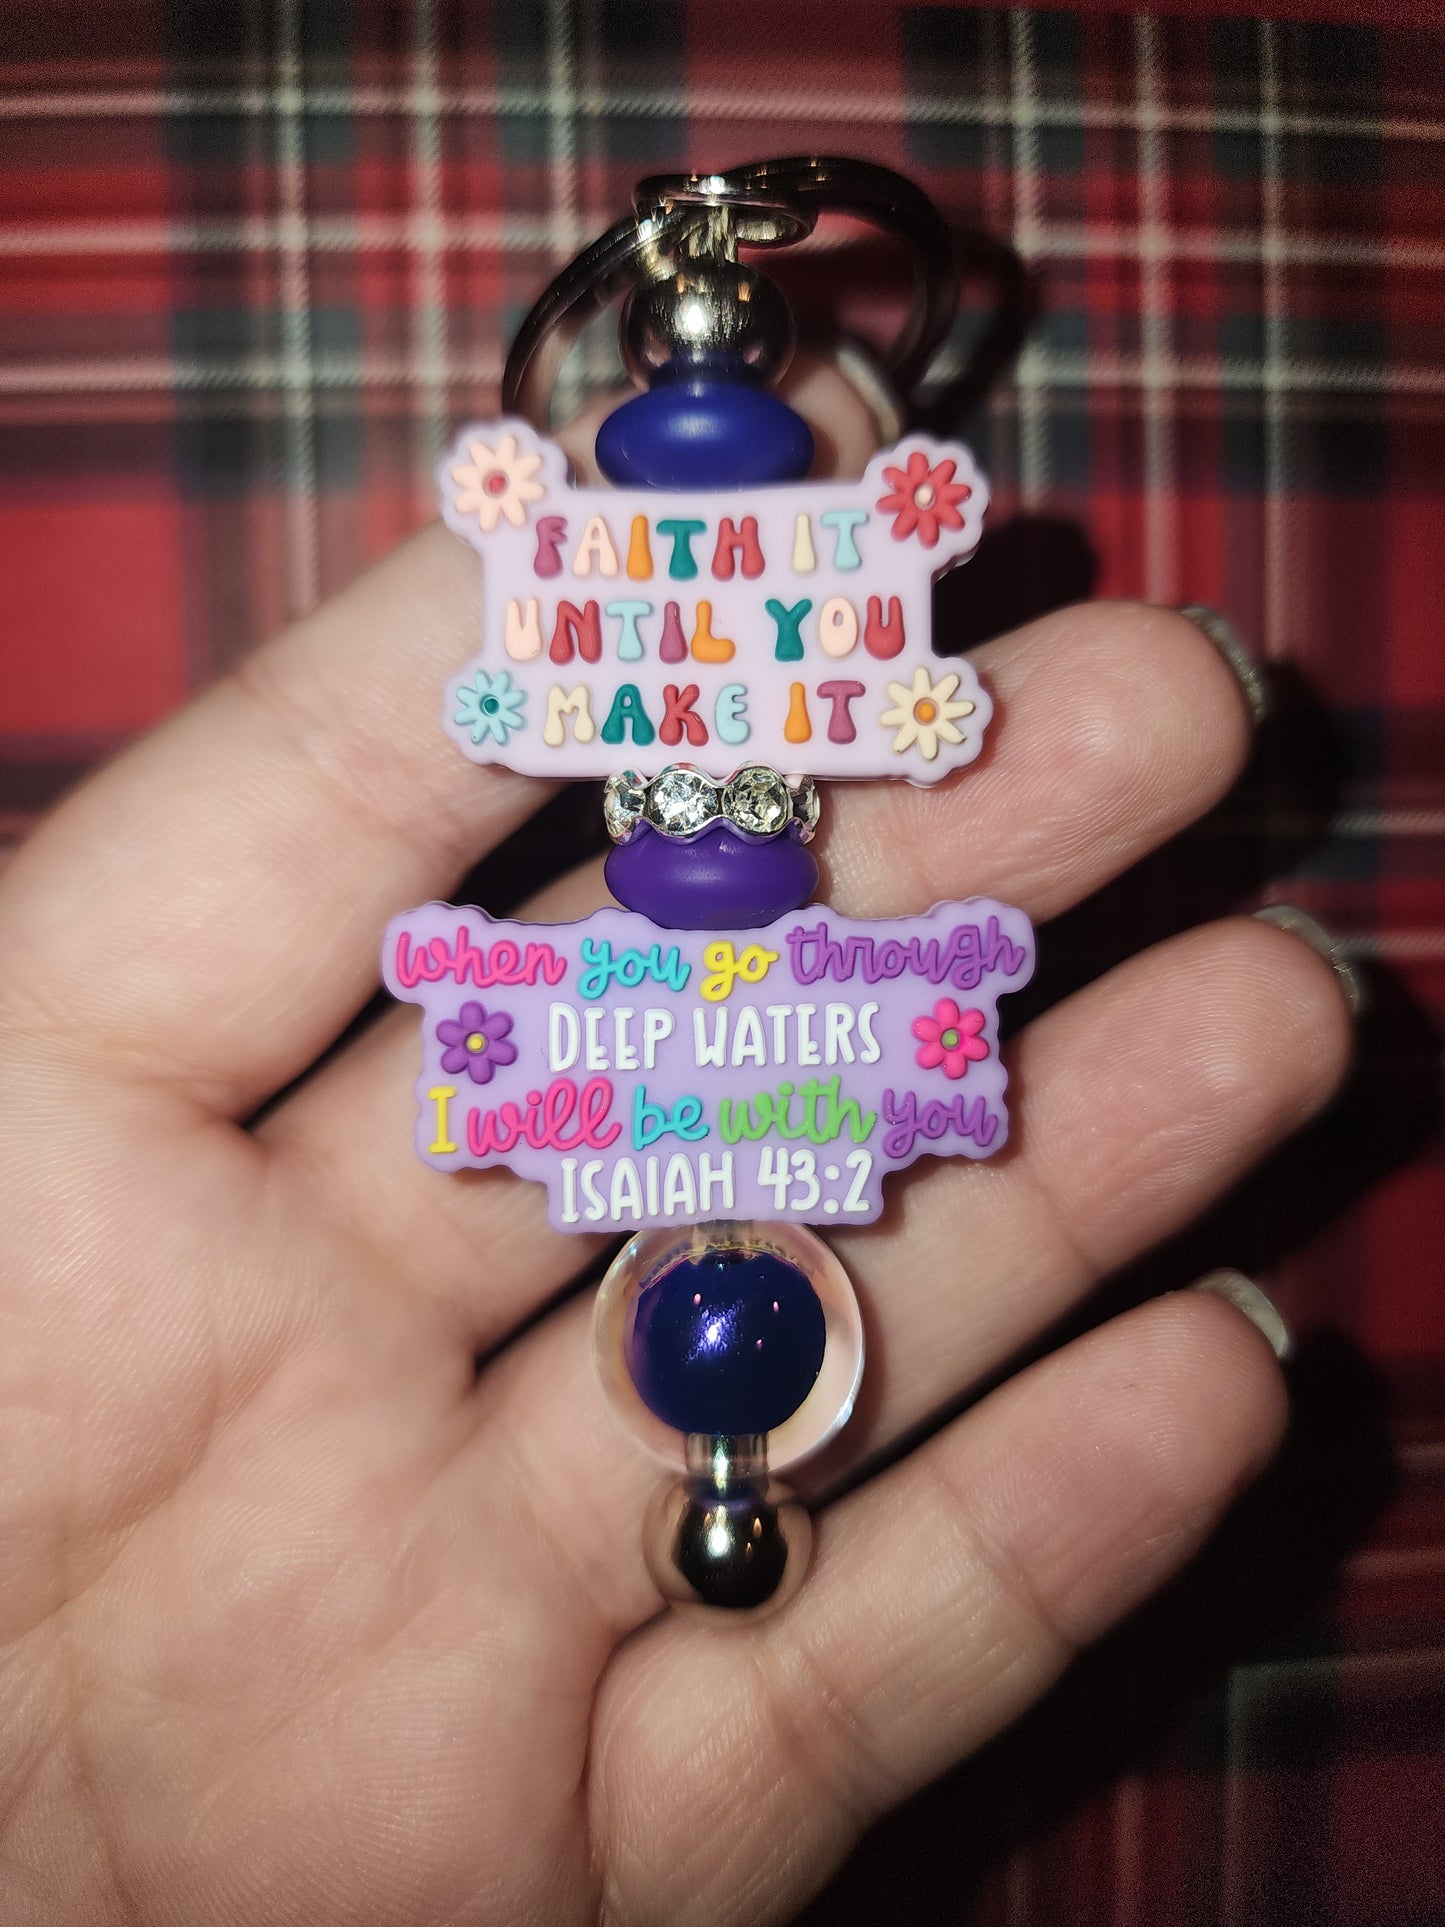 FAITH IT
UNTIL YOU
MAKE IT
When you go through
DEEP WATERS
I will be with you
ISAIAH 43:2